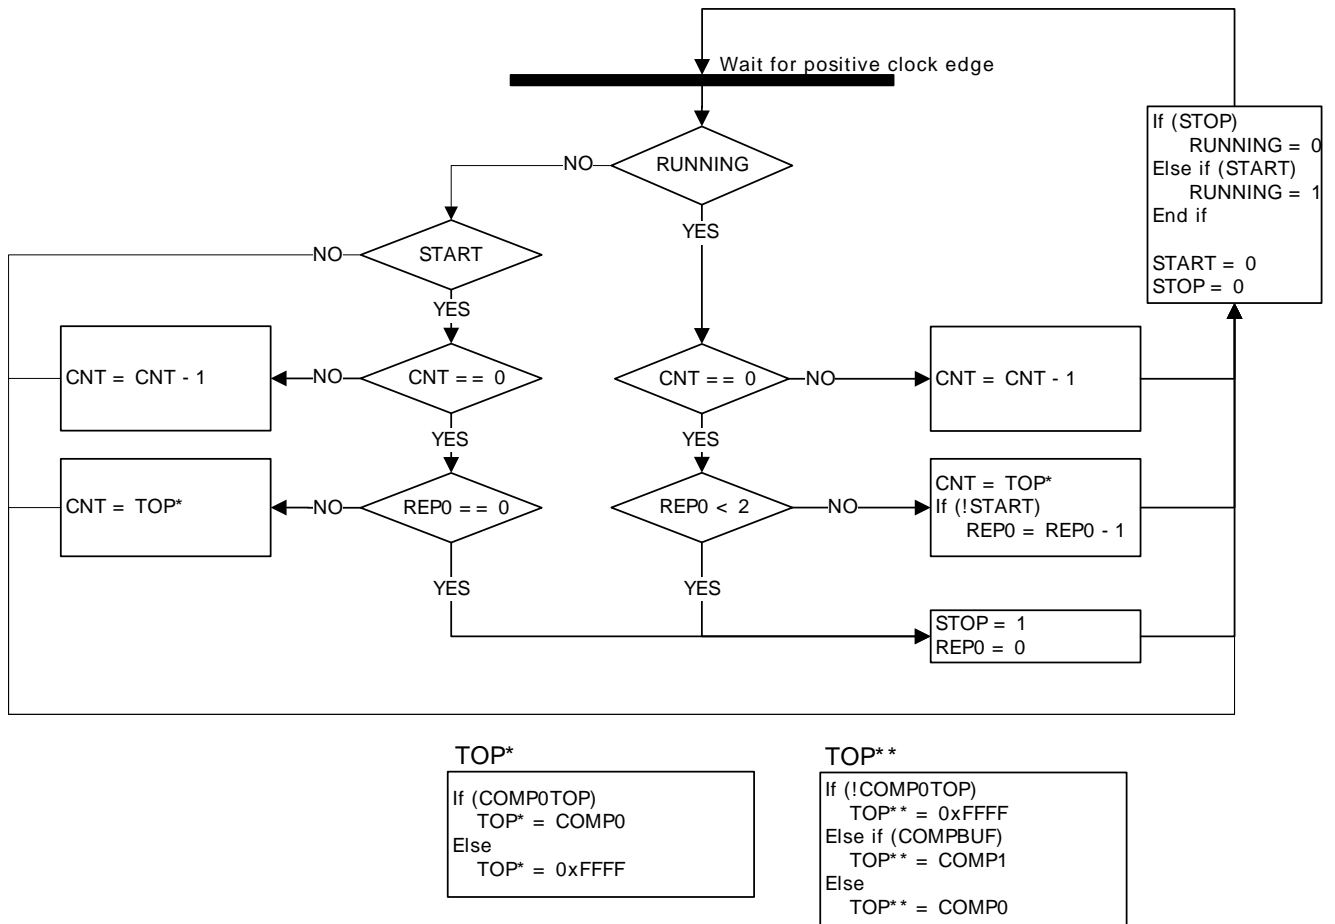 Wait for positive clock edge
If (STOP)
RUNNING = 0
Else if (START)
RUNNING = 1
End if
START = 0
STOP = 0
RUNNING
NO
YES
START
NO
YES
CNT = CNT - 1
NO
CNT == 0
YES
CNT == 0
NO
YES
CNT = CNT - 1
CNT = TOP*
NO
REP0 == 0
YES
REP0 < 2
NO
YES
CNT = TOP*
If (!START)
REP0 = REP0 - 1
STOP = 1
REP0 = 0
TOP*
If (COMP0TOP)
TOP* = COMP0
Else
TOP* = 0xFFFF
TOP**
If (!COMP0TOP)
TOP** = 0xFFFF
Else if (COMPBUF)
TOP** = COMP1
Else
TOP** = COMP0